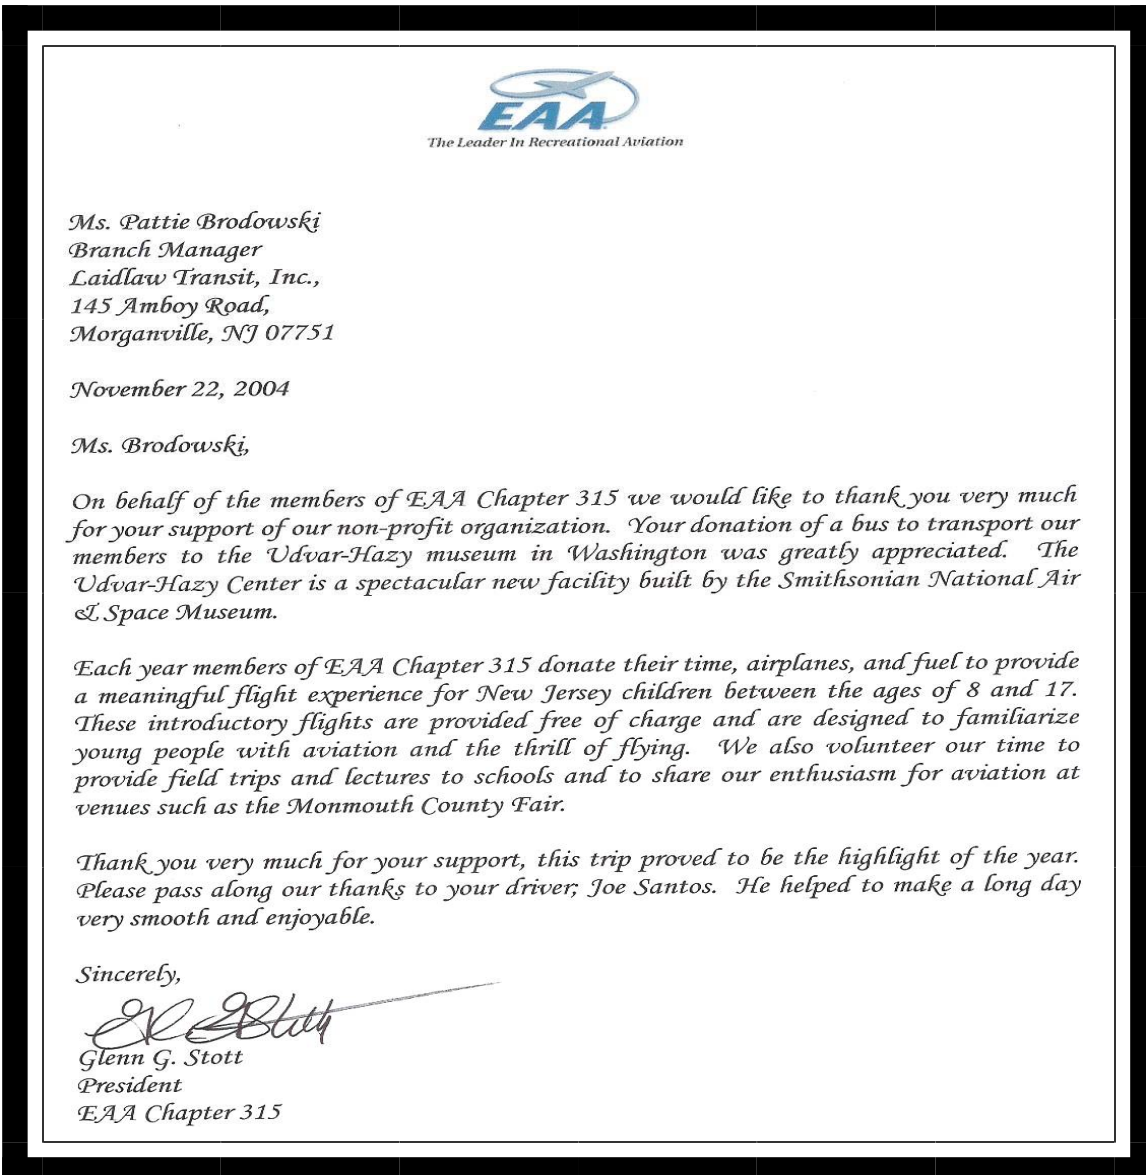 EAA
The Leader In Recreational Aviation
Ms. Pattie Brodowski
Branch Manager
Laidlaw Transit, Inc.,
145 Amboy Road,
Morganville, NJ 07751
November 22, 2004
Ms. Brodowski,
On behalf of the members of EAA Chapter 315 we would like to thank you very much
for your support of our non-profit organization. Your donation of a bus to transport our
members to the Udvar-Hazy museum in Washington was greatly appreciated. The
Udvar-Hazy Center is a spectacular new facility built by the Smithsonian National Air
& Space Museum.
Each year members of EAA Chapter 315 donate their time, airplanes, and fuel to provide
a meaningful flight experience for New Jersey children between the ages of 8 and 17.
These introductory flights are provided free of charge and are designed to familiarize
young people with aviation and the thrill of flying. We also volunteer our time to
provide field trips and lectures to schools and to share our enthusiasm for aviation at
venues such as the Monmouth County Fair.
Thank you very much for your support, this trip proved to be the highlight of the year.
Please pass along our thanks to your driver; Joe Santos. He helped to make a long day
very smooth and enjoyable.
Sincerely,
Glenn G. Stott
President
EAA Chapter 315